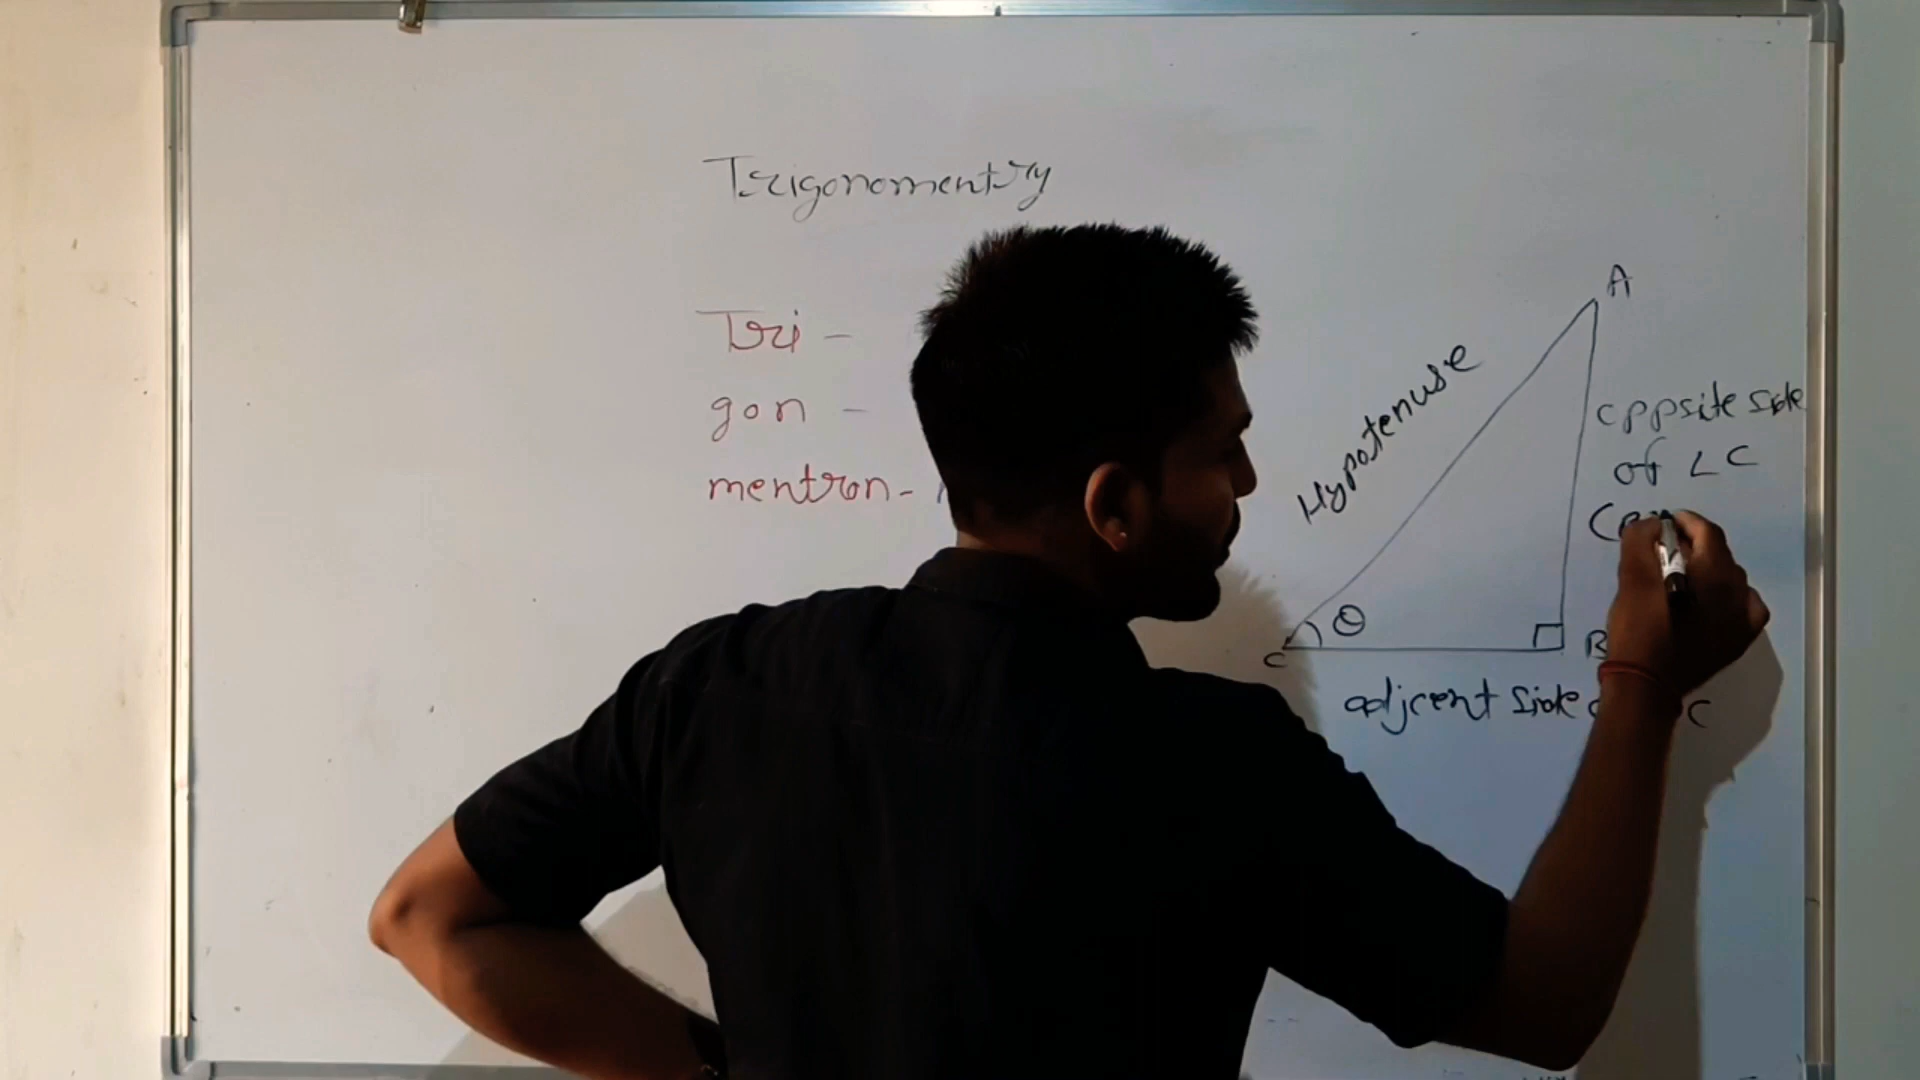 Trigonomentry
Tri -
gon -
mentron -
A
Hypotenuse
oppsite side
of ∠C
θ
C
B
adjcent side
C